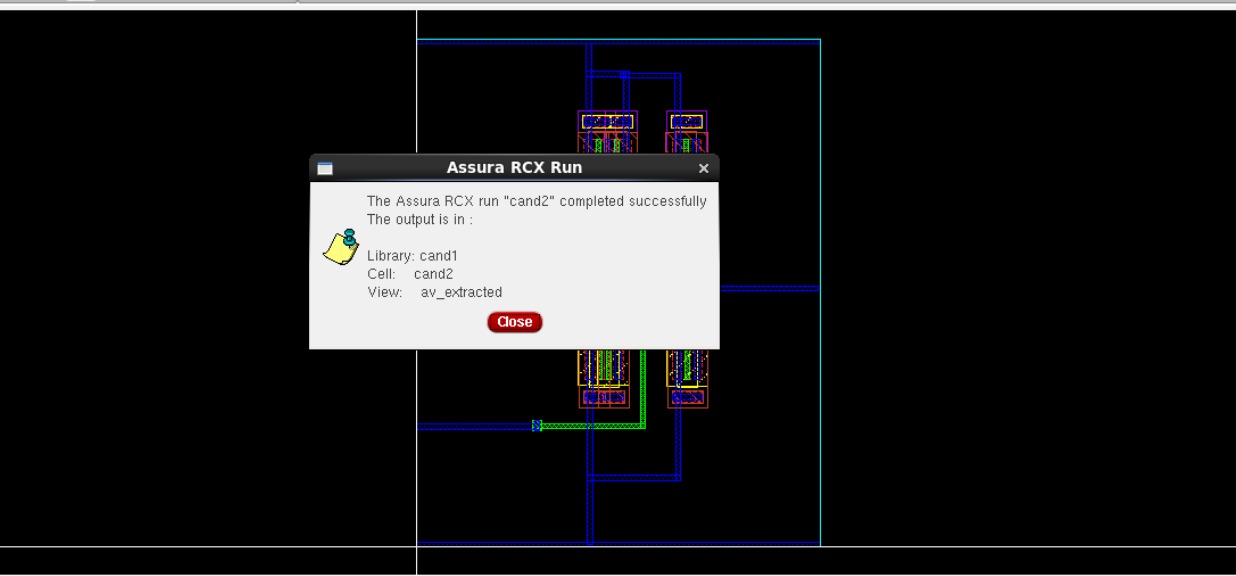 Assura RCX Run
The Assura RCX run "cand2" completed successfully
The output is in :
Library: cand1
Cell: cand2
View: av_extracted
Close